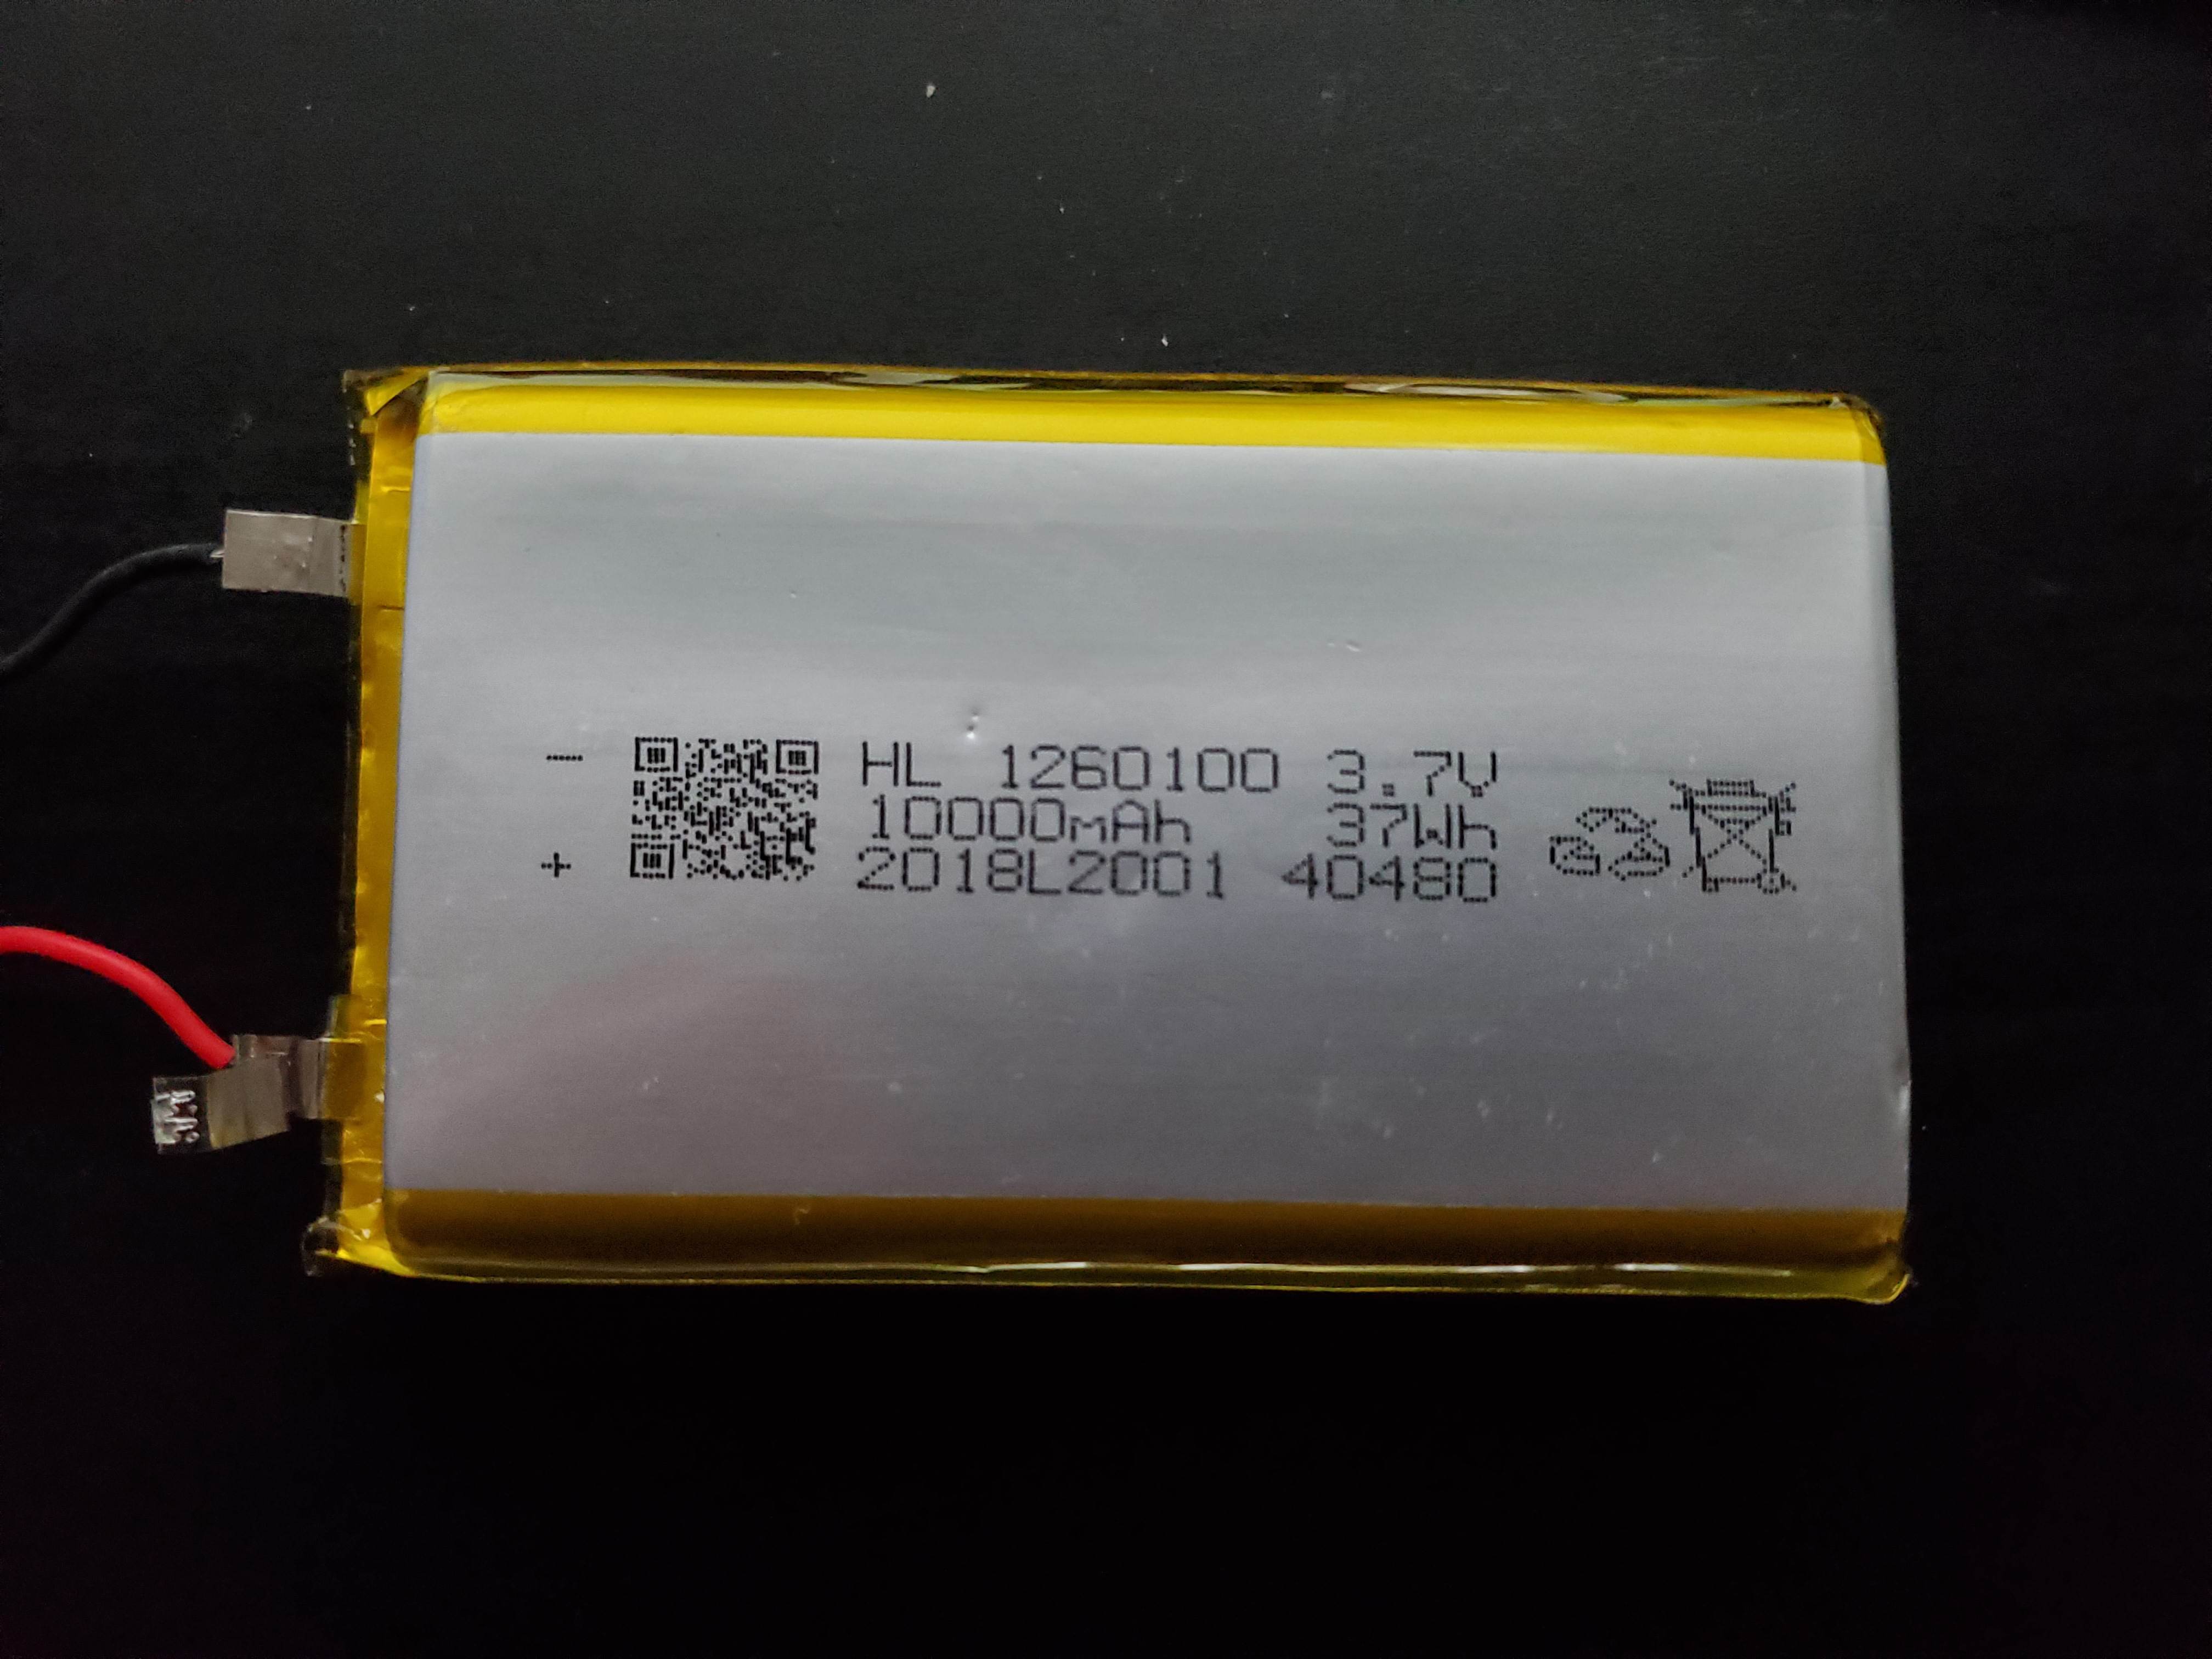 − HL 1260100 3.7V
10000mAh 37Wh
+ 2018L2001 40480